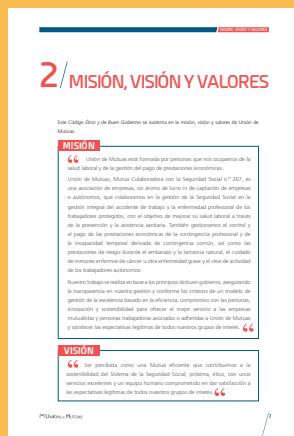 MISIÓN, VISIÓN Y VALORES
2/ MISIÓN, VISIÓN Y VALORES
Este Código Ético y de Buen Gobierno se sustenta en la misión, visión y valores de Unión de
Mutuas.
MISIÓN
“ Unión de Mutuas está formada por personas que nos ocupamos de la
salud laboral y de la gestión del pago de prestaciones económicas.
Unión de Mutuas, Mutua Colaboradora con la Seguridad Social n.º 267, es
una asociación de empresas, sin ánimo de lucro ni de captación de empresas
o autónomos, que colaboramos en la gestión de la Seguridad Social en la
gestión integral del accidente de trabajo y la enfermedad profesional de los
trabajadores protegidos, con el objetivo de mejorar su salud laboral a través
de la prevención y la asistencia sanitaria. También gestionamos el control y
el pago de las prestaciones económicas de la contingencia profesional y de
la incapacidad temporal derivada de contingencia común, así como las
prestaciones de riesgo durante el embarazo y la lactancia natural, el cuidado
de menores enfermos de cáncer u otra enfermedad grave y el cese de actividad
de los trabajadores autónomos.
Nuestro trabajo se realiza en base a los principios de buen gobierno, asegurando
la transparencia en nuestra gestión y conforme los criterios de un modelo de
gestión de la excelencia basado en la eficiencia, compromiso con las personas,
innovación y sostenibilidad para ofrecer el mejor servicio a las empresas
mutualistas y personas trabajadoras asociadas o adheridas a Unión de Mutuas
y satisfacer las expectativas legítimas de todos nuestros grupos de interés. “
VISIÓN
“ Ser percibida como una Mutua eficiente que contribuimos a la
sostenibilidad del Sistema de la Seguridad Social, próxima, ética, con unos
servicios excelentes y un equipo humano comprometido en dar satisfacción a
las expectativas legítimas de todos nuestros grupos de interés. “
Unión de Mutuas